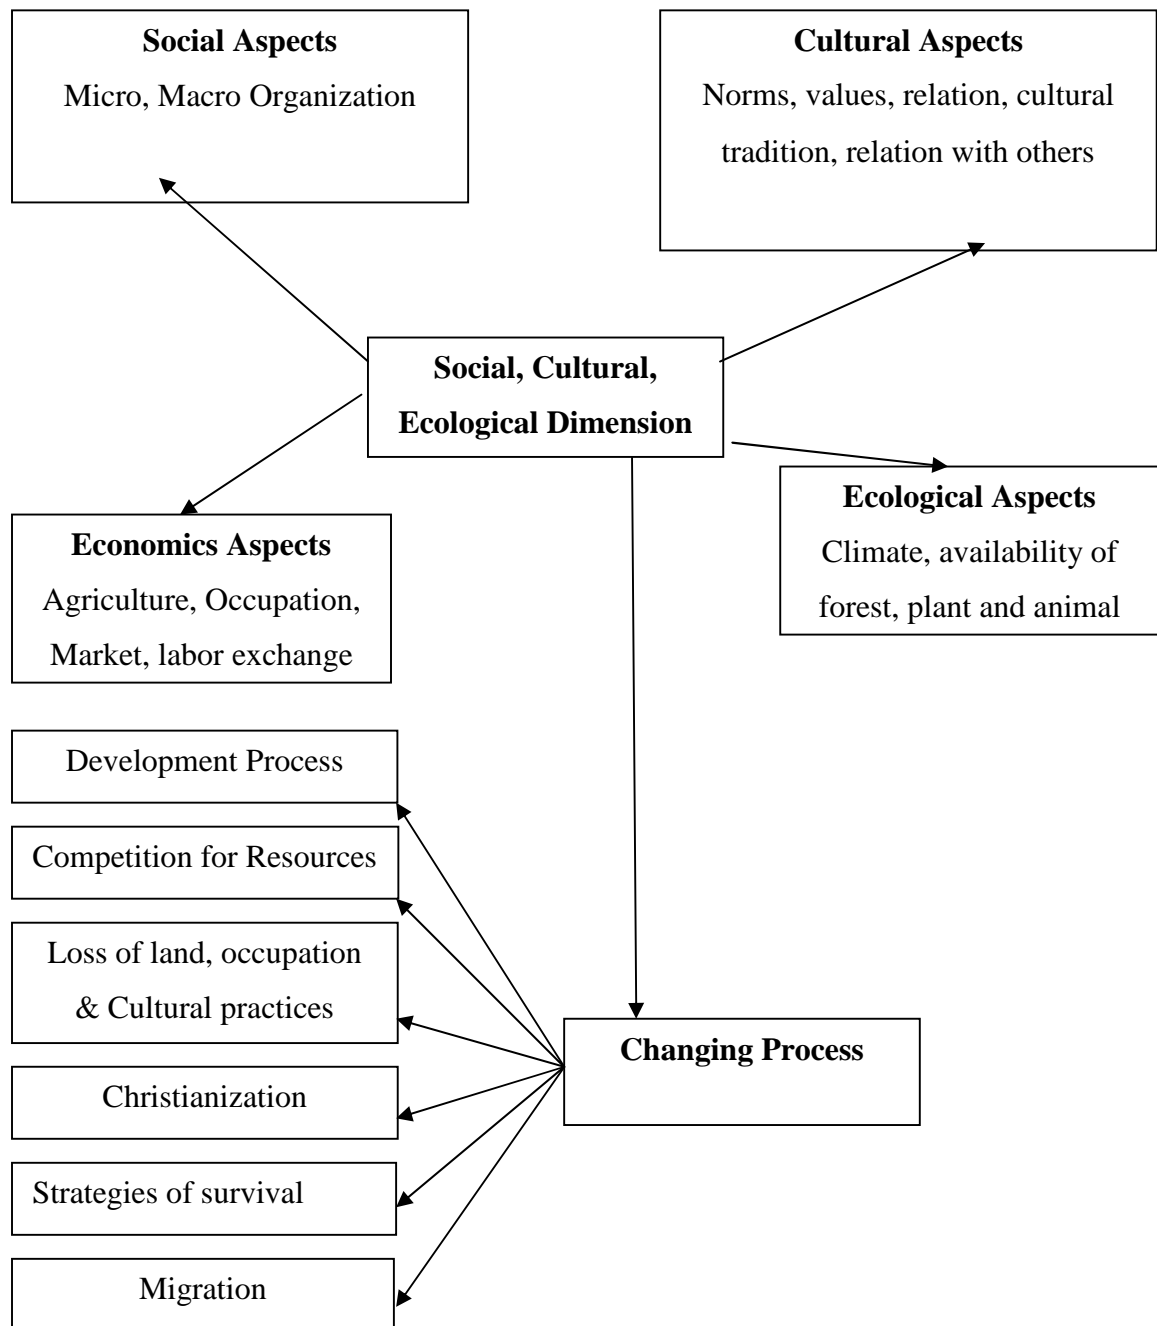 Social Aspects
Micro, Macro Organization
Cultural Aspects
Norms, values, relation, cultural
tradition, relation with others
Social, Cultural,
Ecological Dimension
Economics Aspects
Agriculture, Occupation,
Market, labor exchange
Ecological Aspects
Climate, availability of
forest, plant and animal
Development Process
Competition for Resources
Loss of land, occupation
& Cultural practices
Christianization
Strategies of survival
Migration
Changing Process